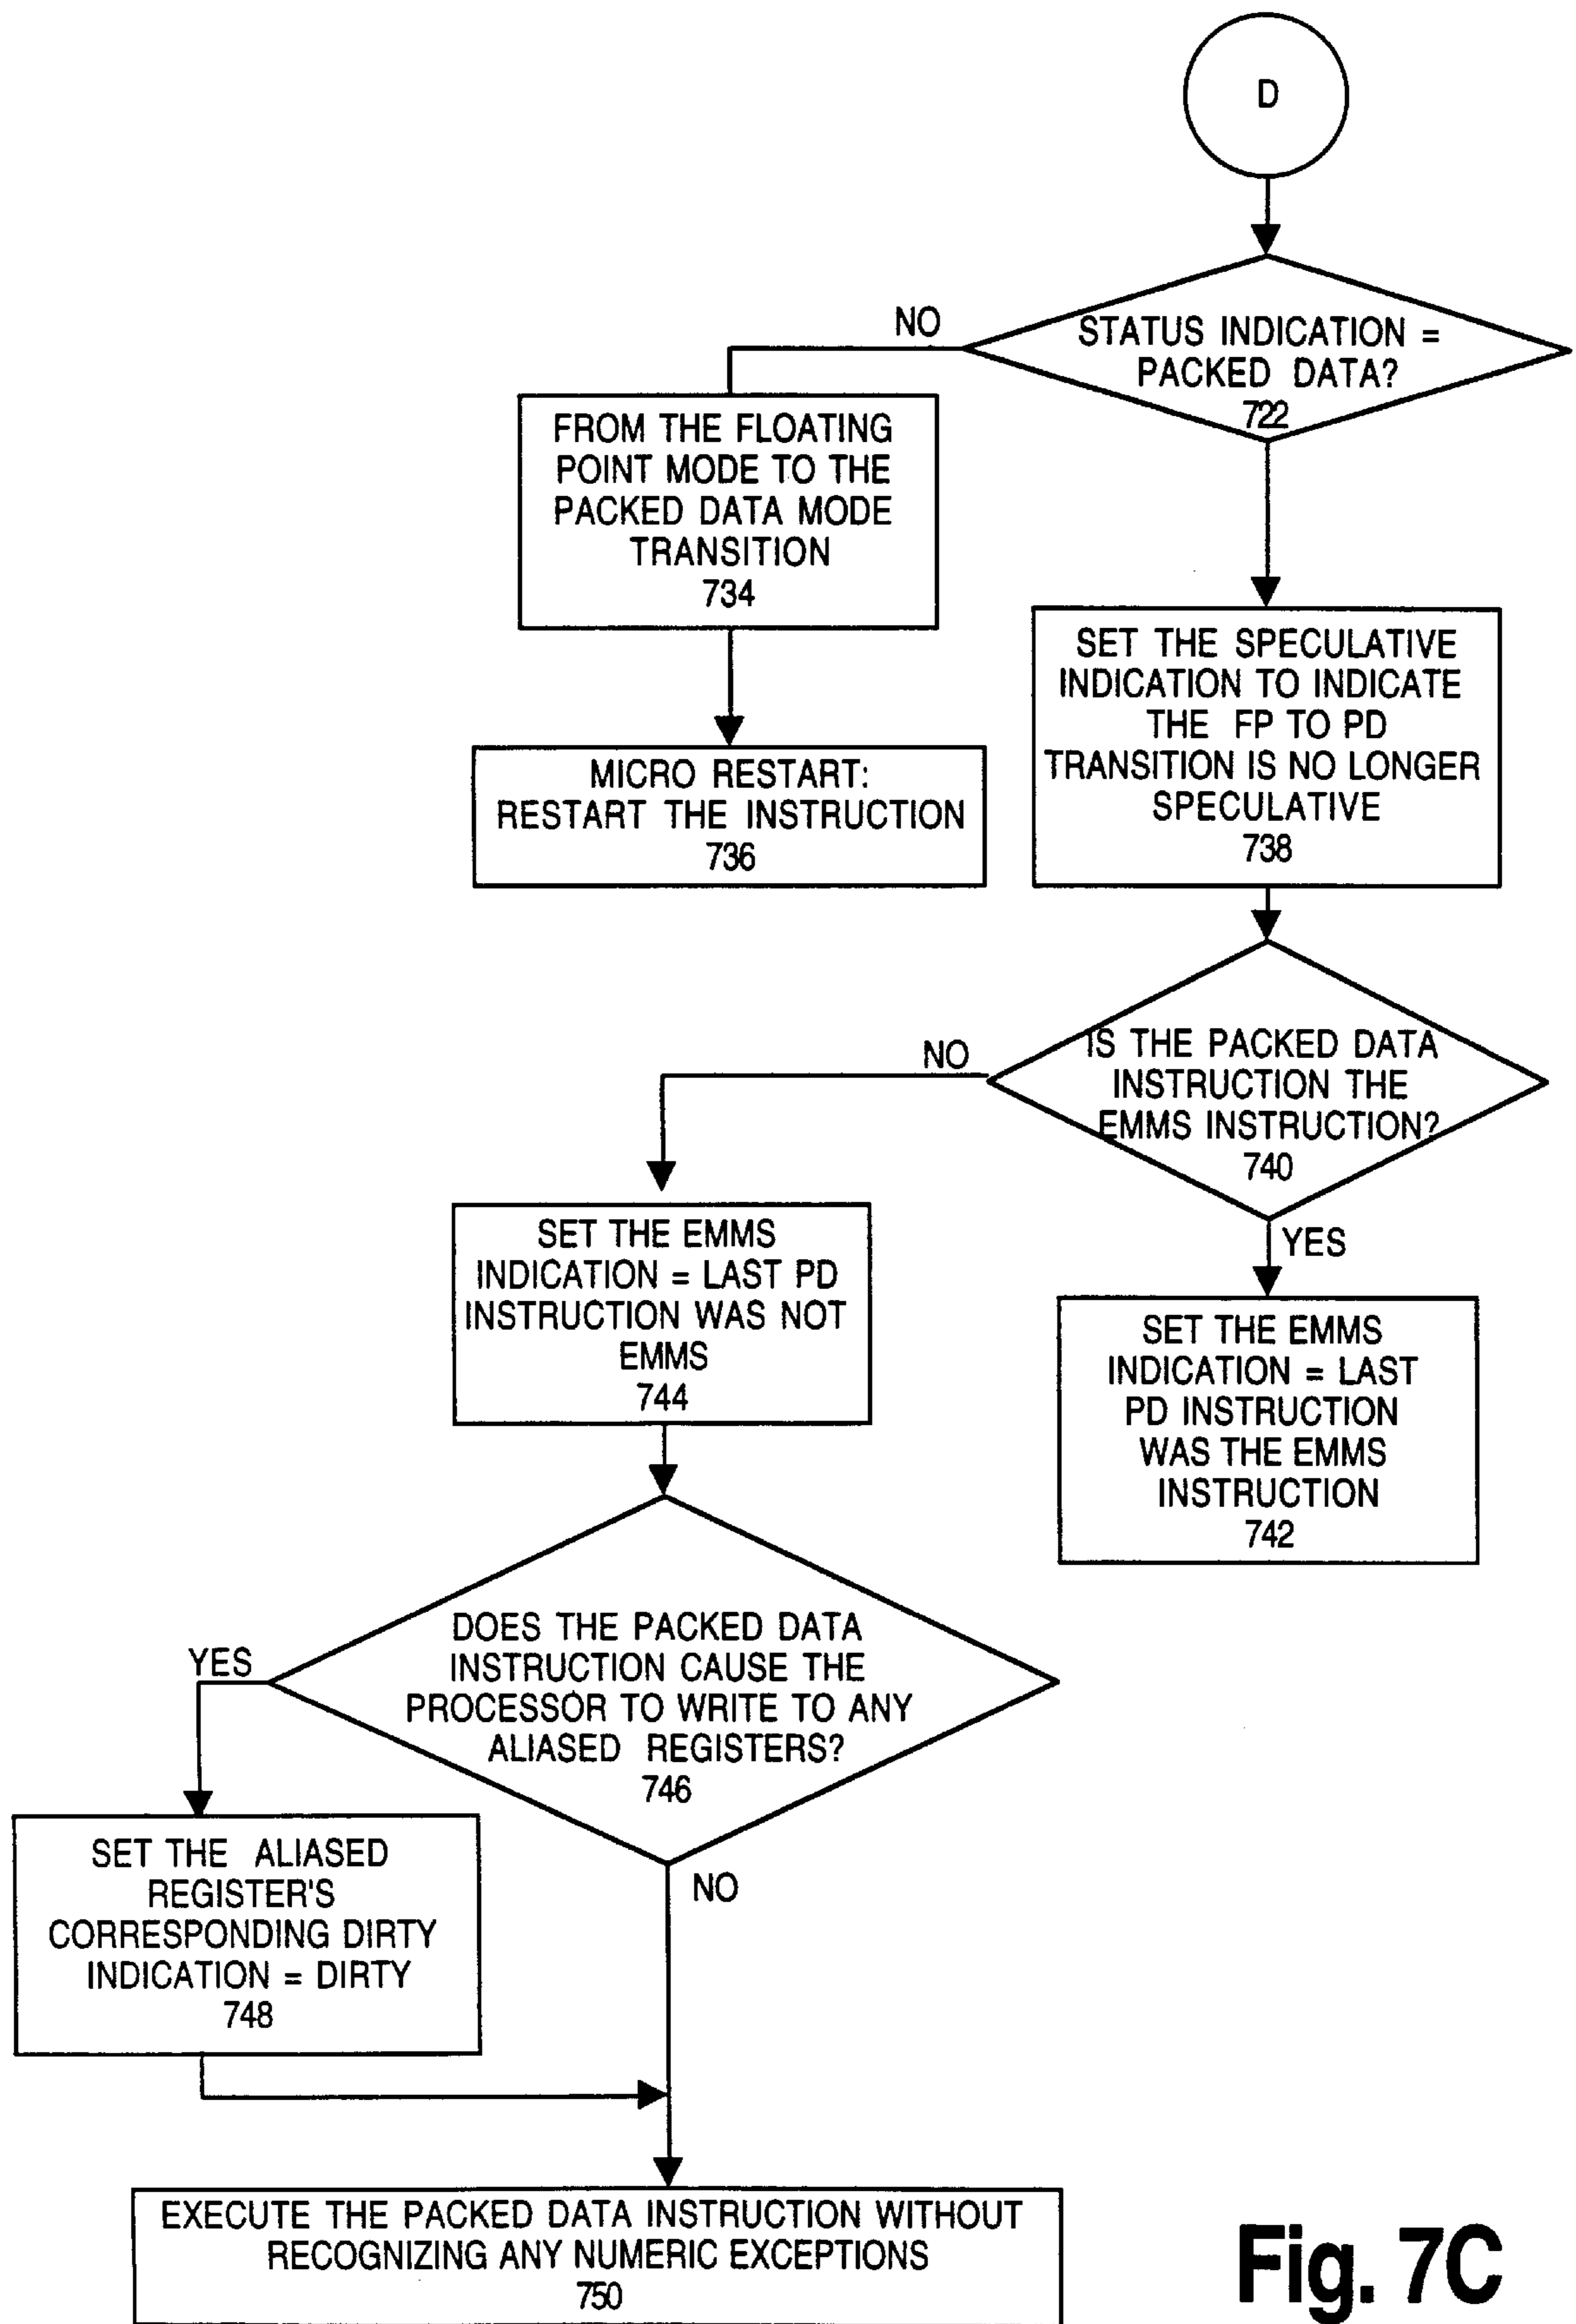 D
NO
STATUS INDICATION =
PACKED DATA?
722
FROM THE FLOATING
POINT MODE TO THE
PACKED DATA MODE
TRANSITION
734
SET THE SPECULATIVE
INDICATION TO INDICATE
THE FP TO PD
TRANSITION IS NO LONGER
SPECULATIVE
738
MICRO RESTART:
RESTART THE INSTRUCTION
736
NO
IS THE PACKED DATA
INSTRUCTION THE
EMMS INSTRUCTION?
740
YES
SET THE EMMS
INDICATION = LAST PD
INSTRUCTION WAS NOT
EMMS
744
SET THE EMMS
INDICATION = LAST
PD INSTRUCTION
WAS THE EMMS
INSTRUCTION
742
YES
DOES THE PACKED DATA
INSTRUCTION CAUSE THE
PROCESSOR TO WRITE TO ANY
ALIASED REGISTERS?
746
NO
SET THE ALIASED
REGISTER'S
CORRESPONDING DIRTY
INDICATION = DIRTY
748
EXECUTE THE PACKED DATA INSTRUCTION WITHOUT
RECOGNIZING ANY NUMERIC EXCEPTIONS
750
Fig. 7C